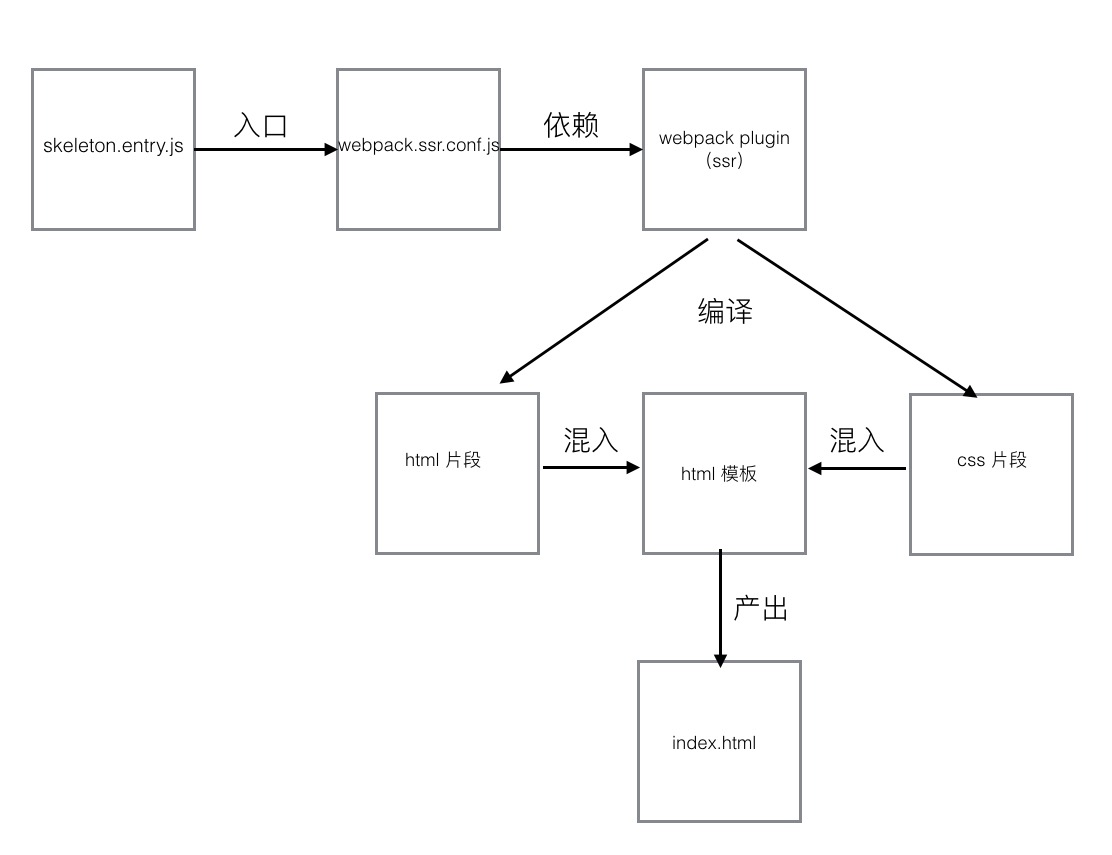 skeleton.entry.js
入口
webpack.ssr.conf.js
依赖
webpack plugin
（ssr）
编译
html 片段
混入
html 模板
混入
css 片段
产出
index.html